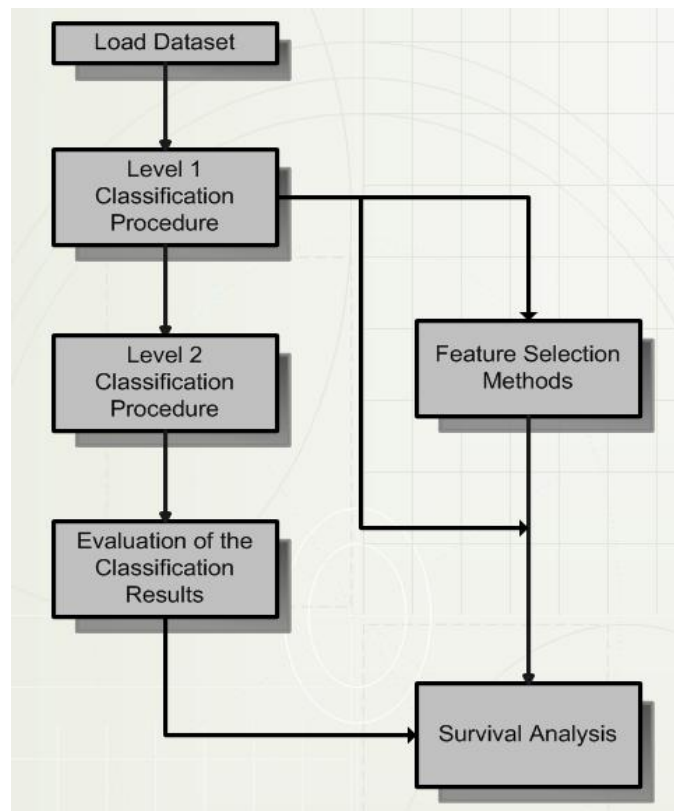 Load Dataset
Level 1
Classification
Procedure
Level 2
Classification
Procedure
Feature Selection
Methods
Evaluation of the
Classification
Results
Survival Analysis